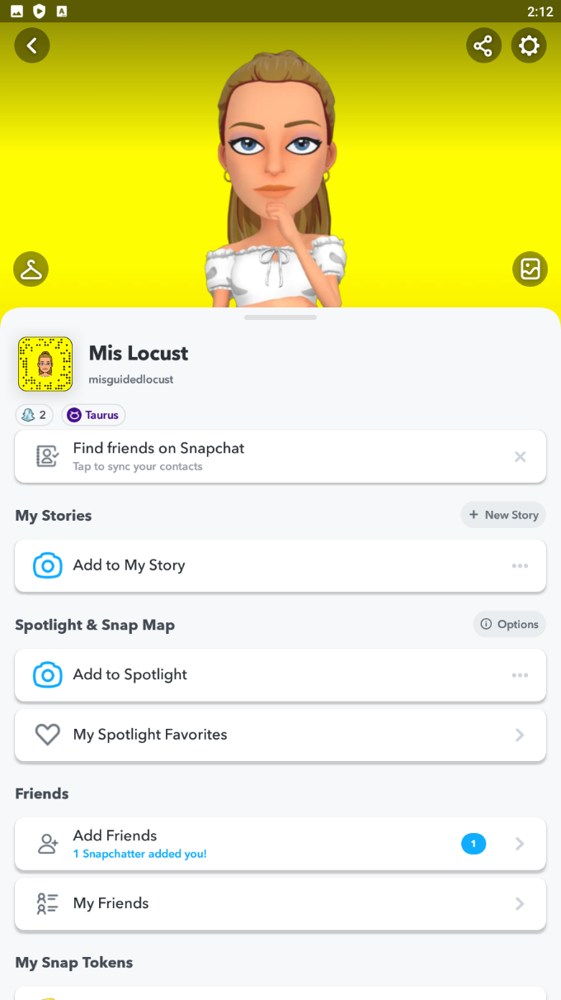 2:12
Mis Locust
misguidedlocust
2
Taurus
Find friends on Snapchat
Tap to sync your contacts
My Stories
+ New Story
Add to My Story
Spotlight & Snap Map
Options
Add to Spotlight
My Spotlight Favorites
Friends
Add Friends
1 Snapchatter added you!
1
My Friends
My Snap Tokens